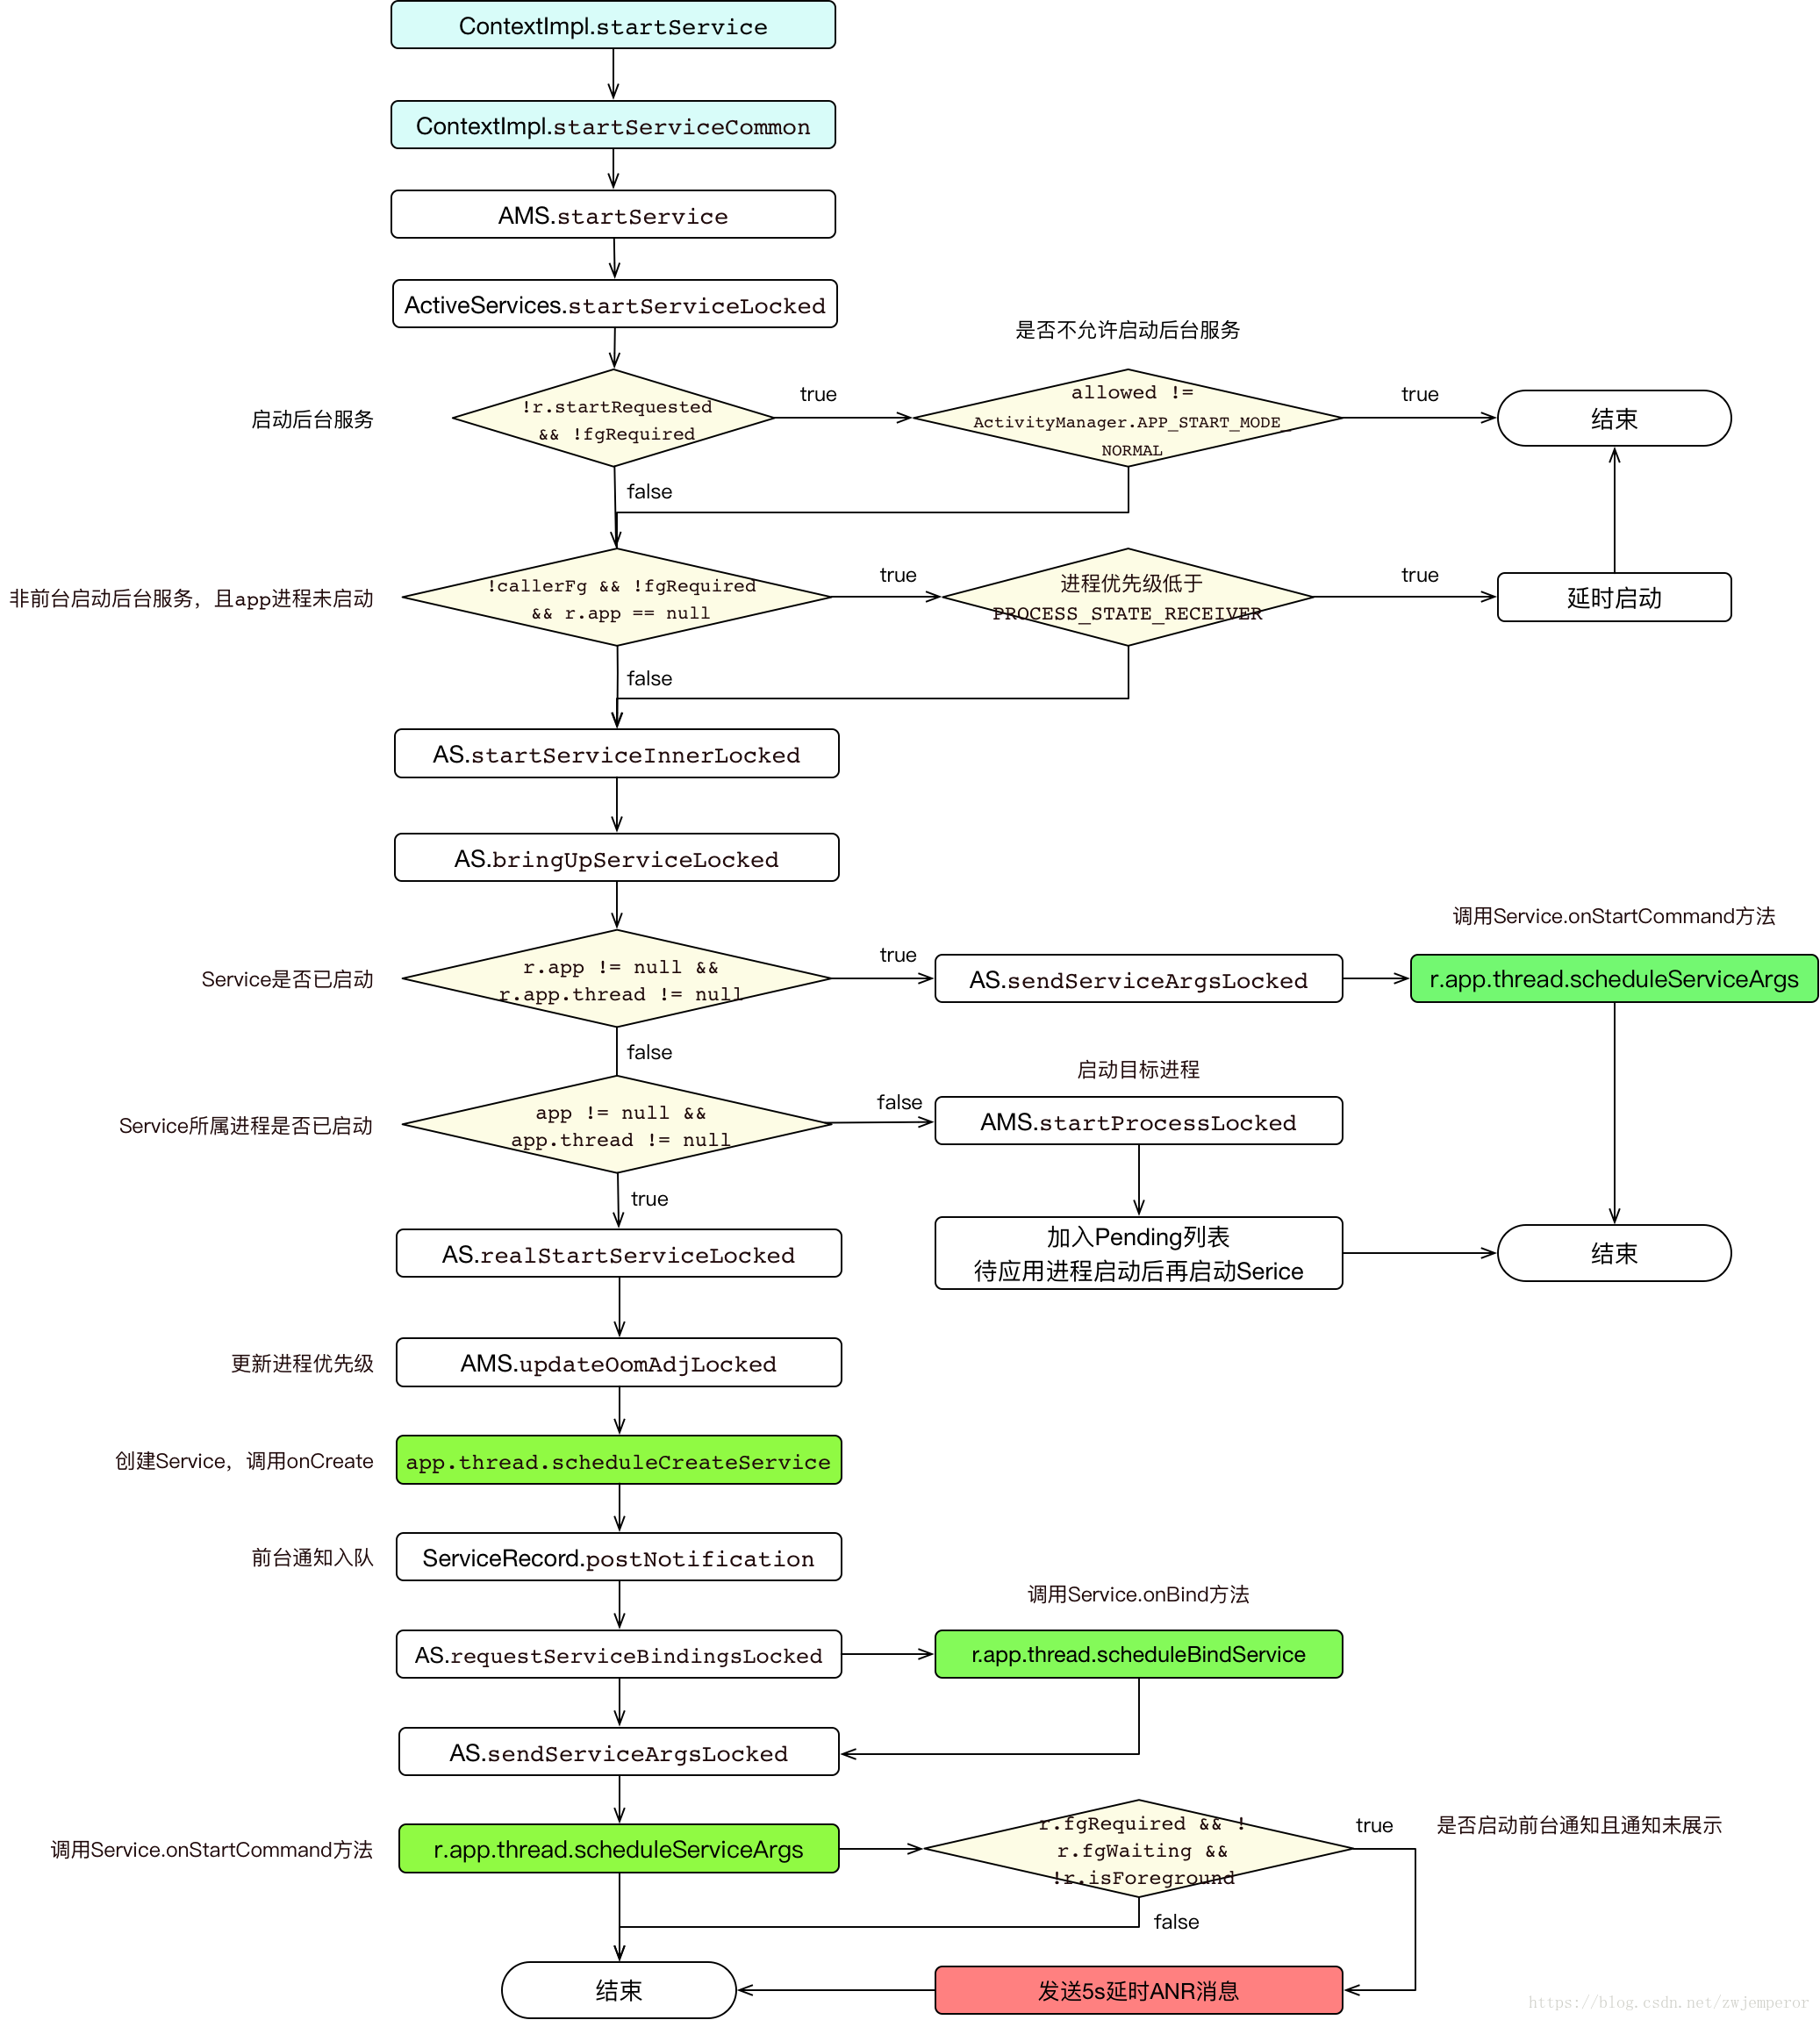 ContextImpl.startService
ContextImpl.startServiceCommon
AMS.startService
ActiveServices.startServiceLocked
是否不允许启动后台服务
启动后台服务
!r.startRequested
&& !fgRequired
true
allowed !=
ActivityManager.APP_START_MODE_
NORMAL
true
结束
false
非前台启动后台服务，且app进程未启动
!callerFg && !fgRequired
&& r.app == null
true
进程优先级低于
PROCESS_STATE_RECEIVER
true
延时启动
false
AS.startServiceInnerLocked
AS.bringUpServiceLocked
调用Service.onStartCommand方法
Service是否已启动
r.app != null &&
r.app.thread != null
true
AS.sendServiceArgsLocked
r.app.thread.scheduleServiceArgs
false
启动目标进程
Service所属进程是否已启动
app != null &&
app.thread != null
false
AMS.startProcessLocked
true
AS.realStartServiceLocked
加入Pending列表
待应用进程启动后再启动Serice
结束
更新进程优先级
AMS.updateOomAdjLocked
创建Service，调用onCreate
app.thread.scheduleCreateService
前台通知入队
ServiceRecord.postNotification
调用Service.onBind方法
AS.requestServiceBindingsLocked
r.app.thread.scheduleBindService
AS.sendServiceArgsLocked
调用Service.onStartCommand方法
r.app.thread.scheduleServiceArgs
r.fgRequired && !
r.fgWaiting &&
!r.isForeground
true
是否启动前台通知且通知未展示
false
结束
发送5s延时ANR消息
https://blog.csdn.net/zwjemperor